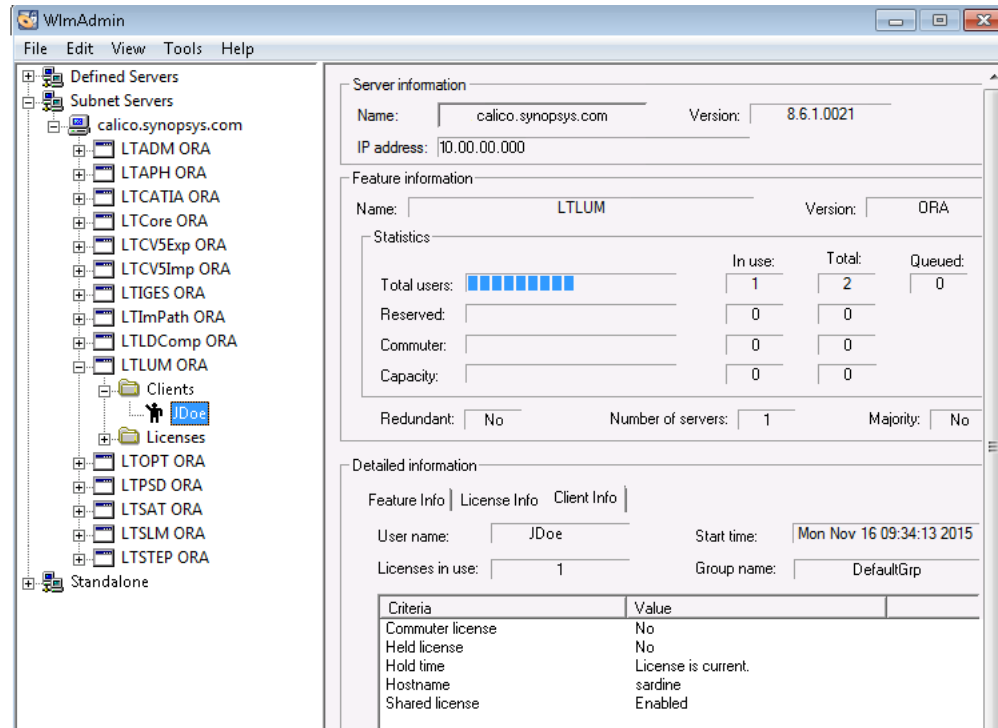 WlmAdmin
File Edit View Tools Help
Defined Servers
Subnet Servers
calico.synopsys.com
LTADM ORA
LTAPH ORA
LTCATIA ORA
LTCore ORA
LTCV5Exp ORA
LTCV5Imp ORA
LTIGES ORA
LTImPath ORA
LTLDComp ORA
LTLUM ORA
Clients
JDoe
Licenses
LTOPT ORA
LTPSD ORA
LTSAT ORA
LTSLM ORA
LTSTEP ORA
Standalone
Server information
Name: calico.synopsys.com Version: 8.6.1.0021
IP address: 10.00.00.000
Feature information
Name: LTLUM Version: ORA
Statistics
In use: Total: Queued:
Total users: 1 2 0
Reserved: 0 0
Commuter: 0 0
Capacity: 0 0
Redundant: No Number of servers: 1 Majority: No
Detailed information
Feature Info License Info Client Info
User name: JDoe Start time: Mon Nov 16 09:34:13 2015
Licenses in use: 1 Group name: DefaultGrp
Criteria Value
Commuter license No
Held license No
Hold time License is current.
Hostname sardine
Shared license Enabled